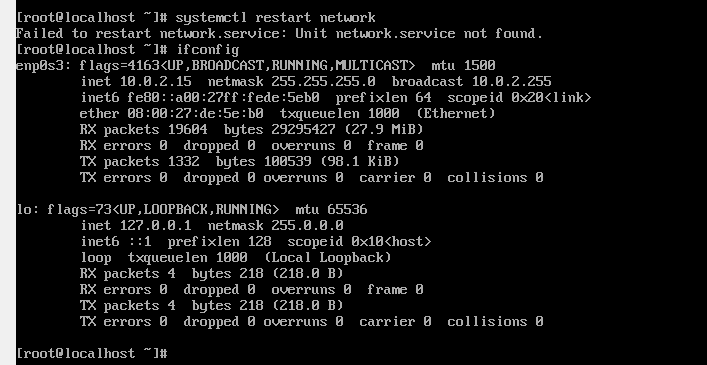 [root@localhost ~]# systemctl restart network
Failed to restart network.service: Unit network.service not found.
[root@localhost ~]# ifconfig
enp0s3: flags=4163<UP,BROADCAST,RUNNING,MULTICAST>  mtu 1500
        inet 10.0.2.15  netmask 255.255.255.0  broadcast 10.0.2.255
        inet6 fe80::a00:27ff:fede:5eb0  prefixlen 64  scopeid 0x20<link>
        ether 08:00:27:de:5e:b0  txqueuelen 1000  (Ethernet)
        RX packets 19604  bytes 29295427 (27.9 MiB)
        RX errors 0  dropped 0  overruns 0  frame 0
        TX packets 1332  bytes 100539 (98.1 KiB)
        TX errors 0  dropped 0 overruns 0  carrier 0  collisions 0
lo: flags=73<UP,LOOPBACK,RUNNING>  mtu 65536
        inet 127.0.0.1  netmask 255.0.0.0
        inet6 ::1  prefixlen 128  scopeid 0x10<host>
        loop  txqueuelen 1000  (Local Loopback)
        RX packets 4  bytes 218 (218.0 B)
        RX errors 0  dropped 0  overruns 0  frame 0
        TX packets 4  bytes 218 (218.0 B)
        TX errors 0  dropped 0 overruns 0  carrier 0  collisions 0
[root@localhost ~]#